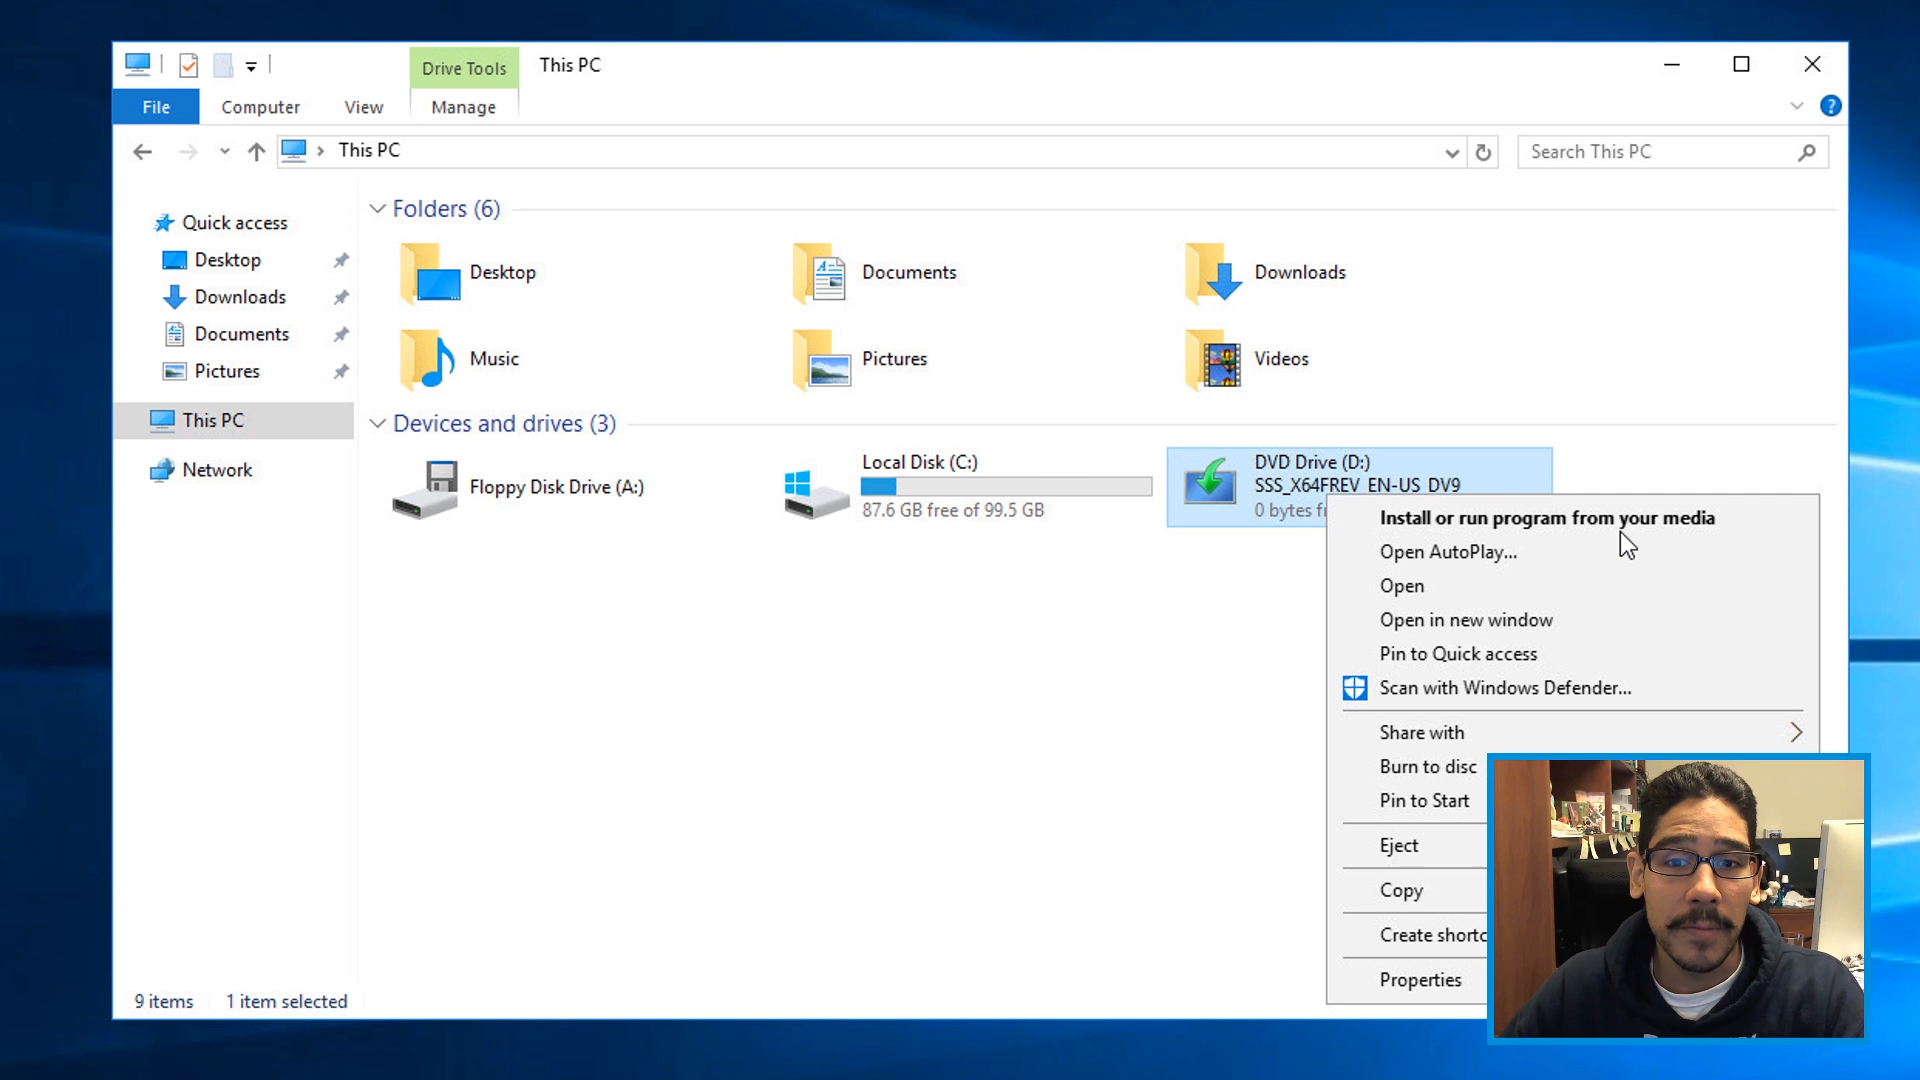 Drive Tools
This PC
File
Computer
View
Manage
This PC
Search This PC
Quick access
Desktop
Downloads
Documents
Pictures
This PC
Network
Folders (6)
Desktop
Documents
Downloads
Music
Pictures
Videos
Devices and drives (3)
Floppy Disk Drive (A:)
Local Disk (C:)
87.6 GB free of 99.5 GB
DVD Drive (D:)
SSS_X64FREV_EN-US_DV9
0 bytes f
Install or run program from your media
Open AutoPlay...
Open
Open in new window
Pin to Quick access
Scan with Windows Defender...
Share with
Burn to disc
Pin to Start
Eject
Copy
Create shortc
Properties
9 items
1 item selected